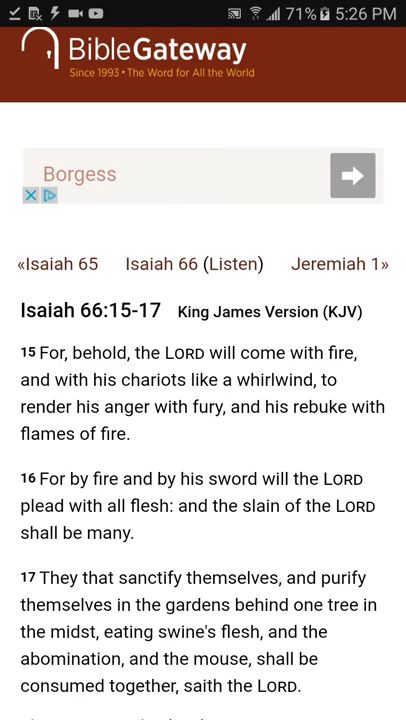 71% 5:26 PM
BibleGateway
Since 1993 • The Word for All the World
Borgess
«Isaiah 65 Isaiah 66 (Listen) Jeremiah 1»
Isaiah 66:15-17 King James Version (KJV)
15 For, behold, the LORD will come with fire,
and with his chariots like a whirlwind, to
render his anger with fury, and his rebuke with
flames of fire.
16 For by fire and by his sword will the LORD
plead with all flesh: and the slain of the LORD
shall be many.
17 They that sanctify themselves, and purify
themselves in the gardens behind one tree in
the midst, eating swine's flesh, and the
abomination, and the mouse, shall be
consumed together, saith the LORD.